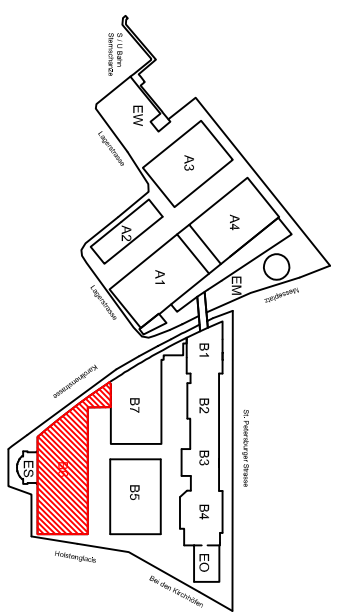 S / U Bahn
Sternschanze
EW
Lagerstrasse
A3
A4
A2
A1
Lagerstrasse
EM
Messeplatz
Karolinenstrasse
B1
B2
B3
B4
EO
St. Petersburger Strasse
B7
B5
B6
ES
Holstenglacis
Bei den Kirchhöfen